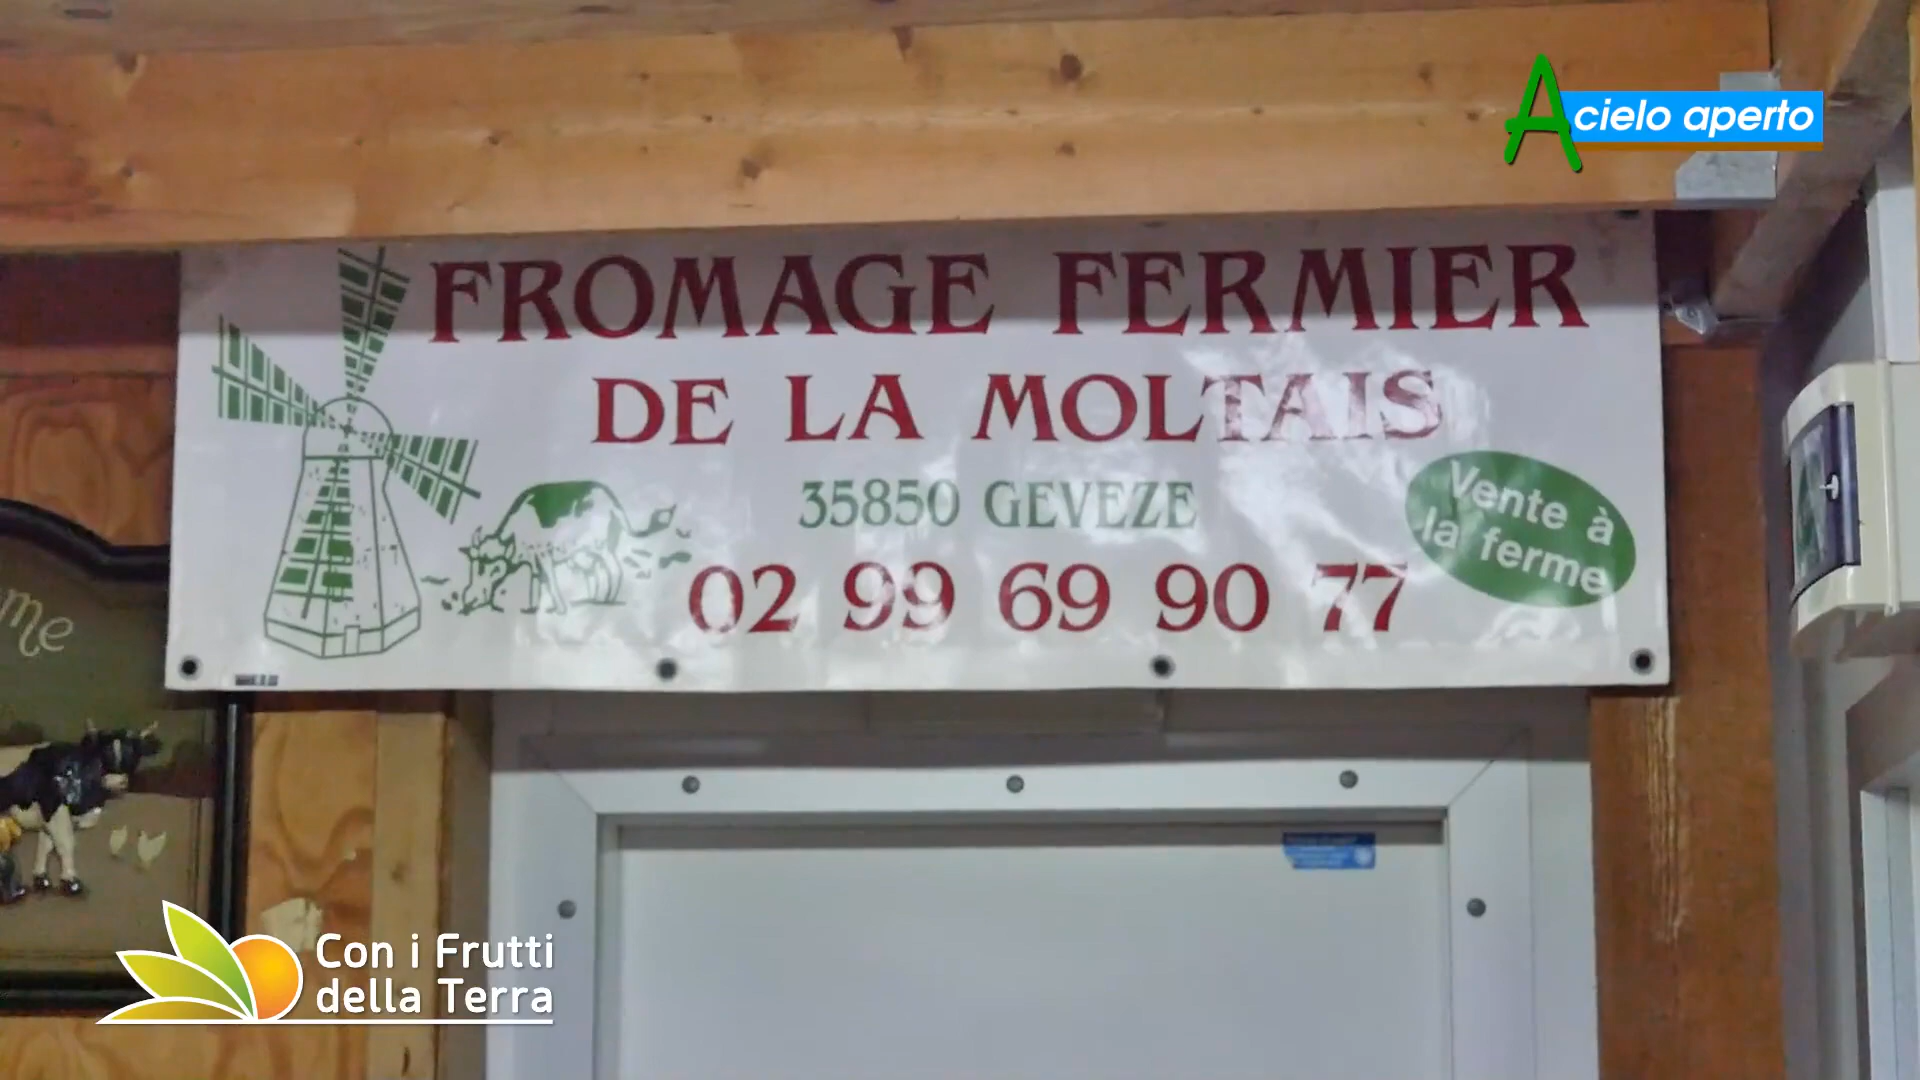 A cielo aperto
FROMAGE FERMIER
DE LA MOLTAIS
35850 GEVEZE
Vente à
la ferme
02 99 69 90 77
me
Con i Frutti
della Terra